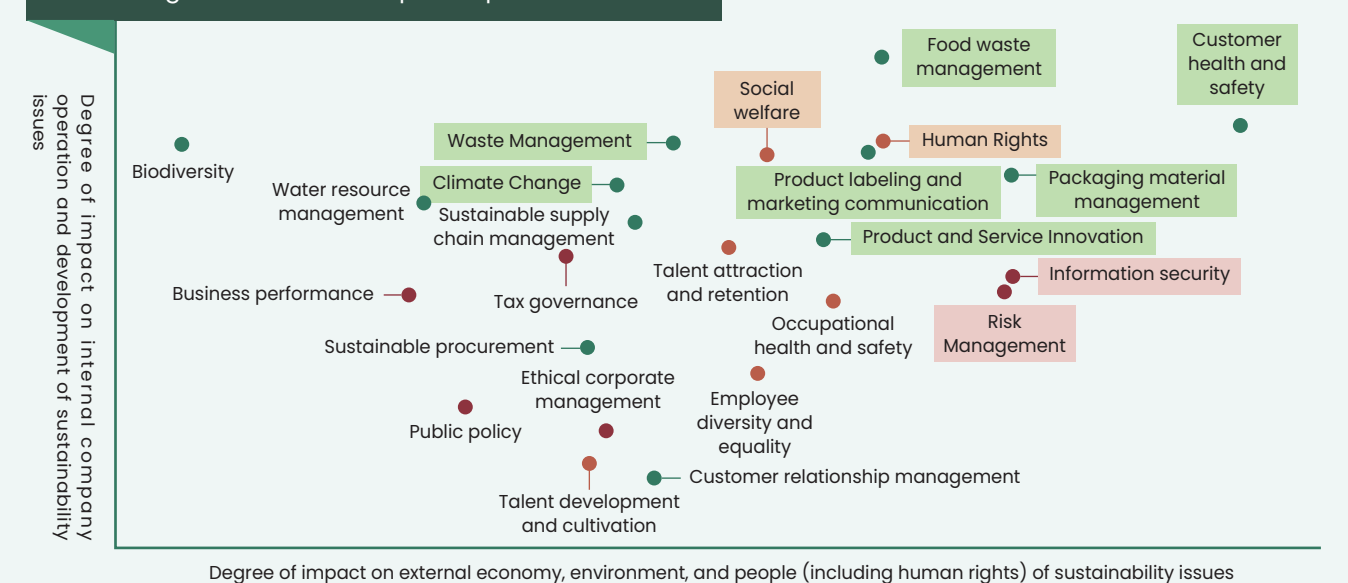 Food waste
management
Customer
health and
safety
Social
welfare
Waste Management
Human Rights
Biodiversity
Climate Change
Product labeling and
marketing communication
Packaging material
management
Water resource
management
Sustainable supply
chain management
Product and Service Innovation
Talent attraction
and retention
Information security
Business performance
Tax governance
Occupational
health and safety
Risk
Management
Sustainable procurement
Ethical corporate
management
Employee
diversity and
equality
Public policy
Customer relationship management
Talent development
and cultivation
Degree of impact on internal company
operation and development of sustainability
issues
Degree of impact on external economy, environment, and people (including human rights) of sustainability issues